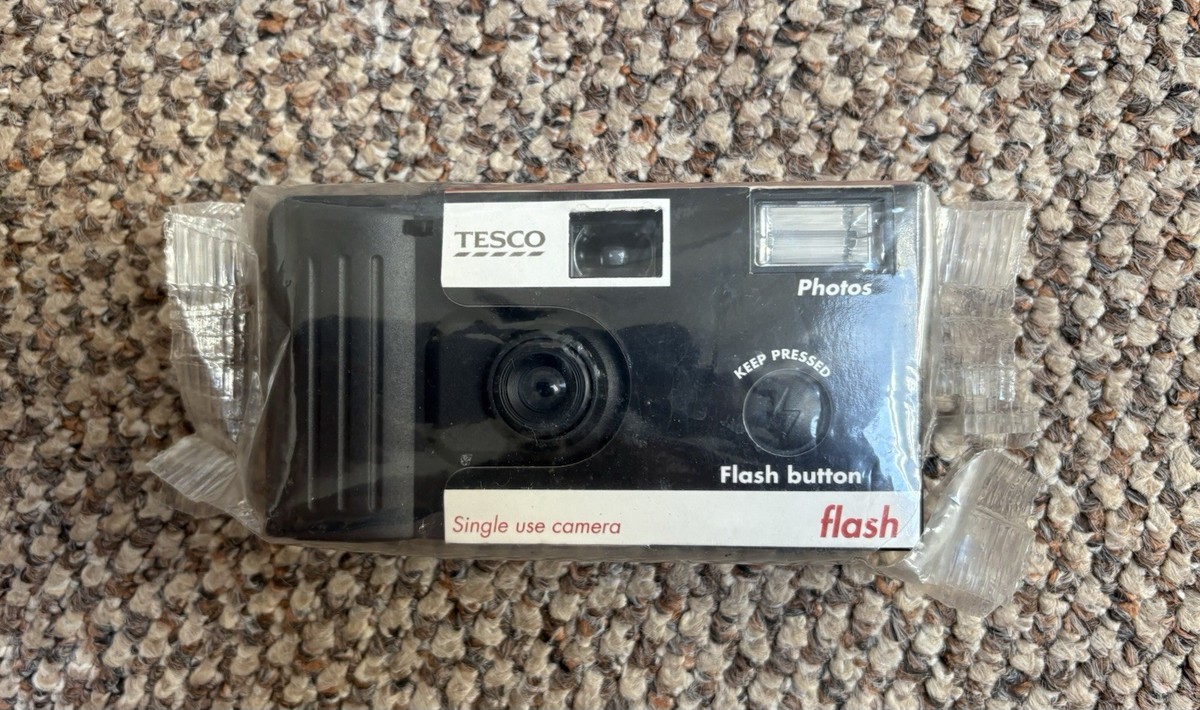 TESCO
Photos
KEEP PRESSED
Flash button
Single use camera
flash